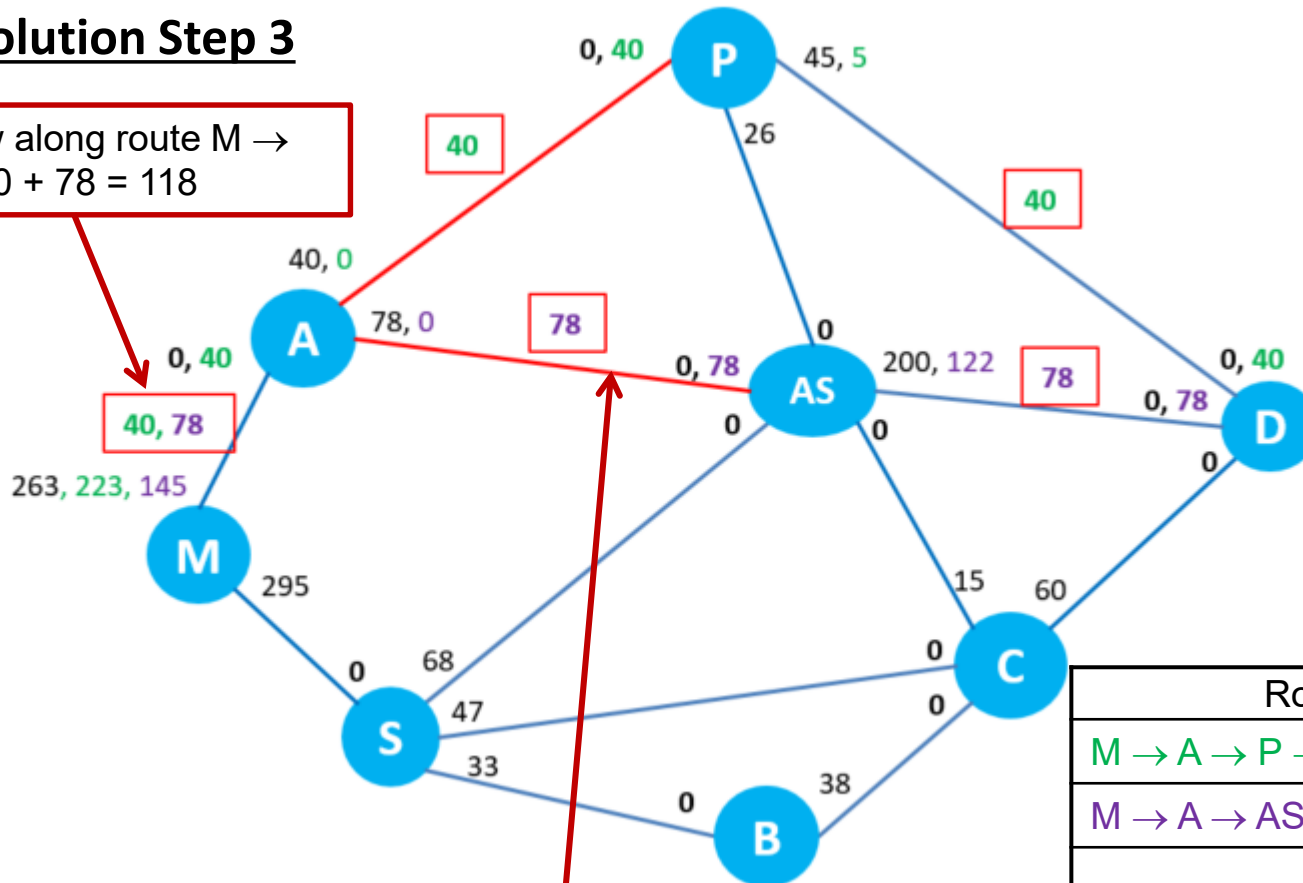 olution Step 3
along route M →
0 + 78 = 118
0, 40
P
45, 5
40
26
40
40, 0
A
78, 0
78
0
0, 40
0, 78
AS
200, 122
78
0, 40
0, 78
D
40, 78
0
0
0
263, 223, 145
M
295
15
60
0
68
0
C
S
47
0
33
38
0
B
Ro
M → A → P
M → A → AS